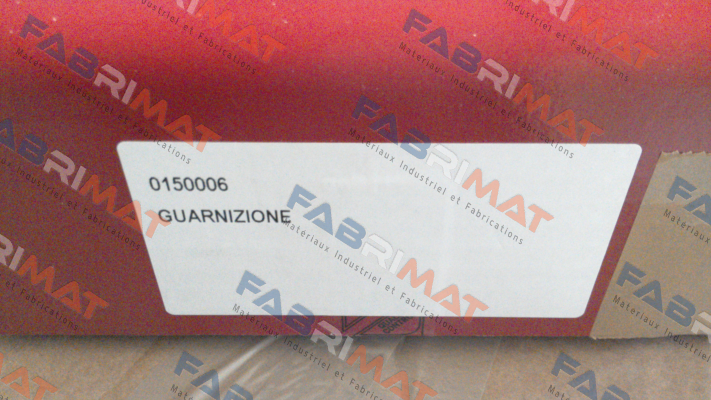 0150006
GUARNIZIONE
FABRIMAT
Materiaux Industriel et Fabrications